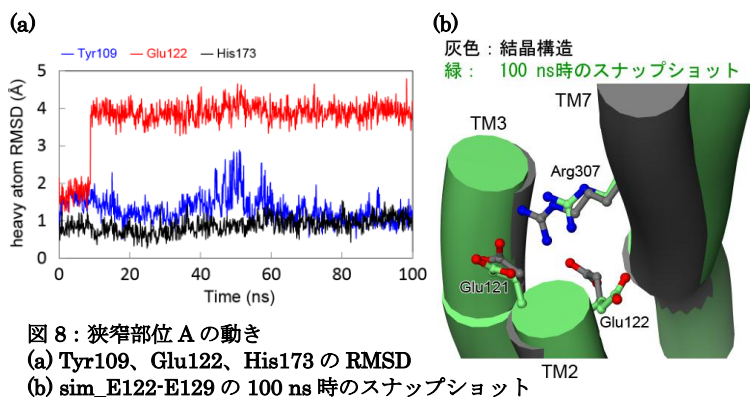 (a)
Tyr109 Glu122 His173
heavy atom RMSD (Å)
5
4
3
2
1
0
0 20 40 60 80 100
Time (ns)
(b)
灰色：結晶構造
緑： 100 ns時のスナップショット
TM7
TM3
Arg307
Glu121
Glu122
TM2
図 8：狭窄部位 A の動き
(a) Tyr109、Glu122、His173 の RMSD
(b) sim_E122-E129 の 100 ns 時のスナップショット